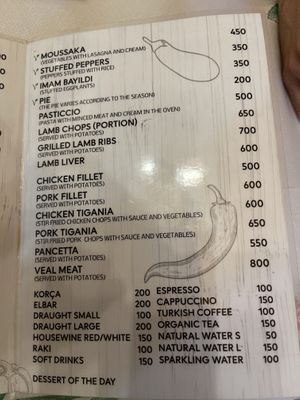 450
MOUSSAKA 350
(VEGETABLES WITH LASAGNA AND CREAM)
STUFFED PEPPERS 350
(PEPPERS STUFFED WITH RICE)
IMAM BAYILDI 200
(STUFFED EGGPLANTS)
PIE 500
(THE PIE VARIES ACCORDING TO THE SEASON)
PASTICCIO 650
(PASTA WITH MINCED MEAT AND CREAM IN THE OVEN)
LAMB CHOPS (PORTION) 700
(SERVED WITH POTATOES)
GRILLED LAMB RIBS 600
(SERVED WITH POTATOES)
LAMB LIVER
500
CHICKEN FILLET 600
(SERVED WITH POTATOES)
PORK FILLET 600
(SERVED WITH POTATOES)
CHICKEN TIGANIA 650
(STIR FRIED CHICKEN CHOPS WITH SAUCE AND VEGETABLES)
PORK TIGANIA 550
(STIR FRIED PORK CHOPS WITH SAUCE AND VEGETABLES)
PANCETTA 800
(SERVED WITH POTATOES)
VEAL MEAT
(SERVED WITH POTATOES)
KORÇA 200
ELBAR 200
DRAUGHT SMALL 100
DRAUGHT LARGE 200
HOUSEWINE RED/WHITE 150
RAKI 100
SOFT DRINKS 150
ESPRESSO 100
CAPPUCCINO 150
TURKISH COFFEE 100
ORGANIC TEA 150
NATURAL WATER S 50
NATURAL WATER L 150
SPARKLING WATER 100
DESSERT OF THE DAY